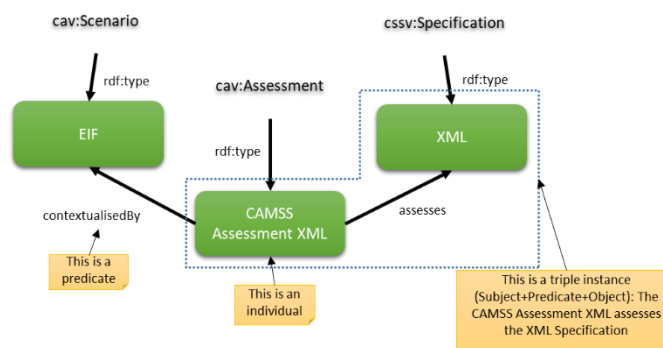 cav:Scenario
cssv:Specification
rdf:type
cav:Assessment
rdf:type
EIF
XML
rdf:type
contextualisedBy
CAMSS
Assessment XML
assesses
This is a
predicate
This is an
individual
This is a triple instance
(Subject+Predicate+Object): The
CAMSS Assessment XML assesses
the XML Specification